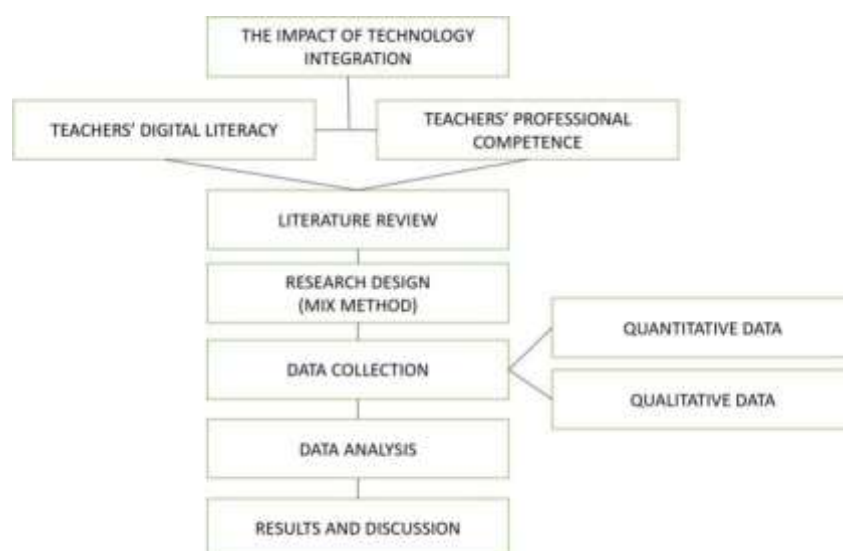 THE IMPACT OF TECHNOLOGY
INTEGRATION
TEACHERS’ DIGITAL LITERACY
TEACHERS’ PROFESSIONAL
COMPETENCE
LITERATURE REVIEW
RESEARCH DESIGN
(MIX METHOD)
DATA COLLECTION
QUANTITATIVE DATA
QUALITATIVE DATA
DATA ANALYSIS
RESULTS AND DISCUSSION